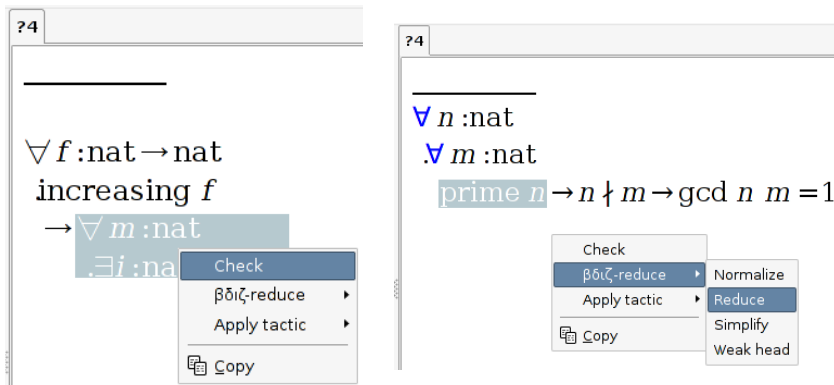 ?4
∀ f :nat→nat
.increasing f
→∀ m :nat
.∃i :na
Check
βδιζ-reduce
Apply tactic
Copy
?4
∀ n :nat
.∀ m :nat
prime n→n ∤ m→gcd n m =1
Check
βδιζ-reduce
Apply tactic
Copy
Normalize
Reduce
Simplify
Weak head